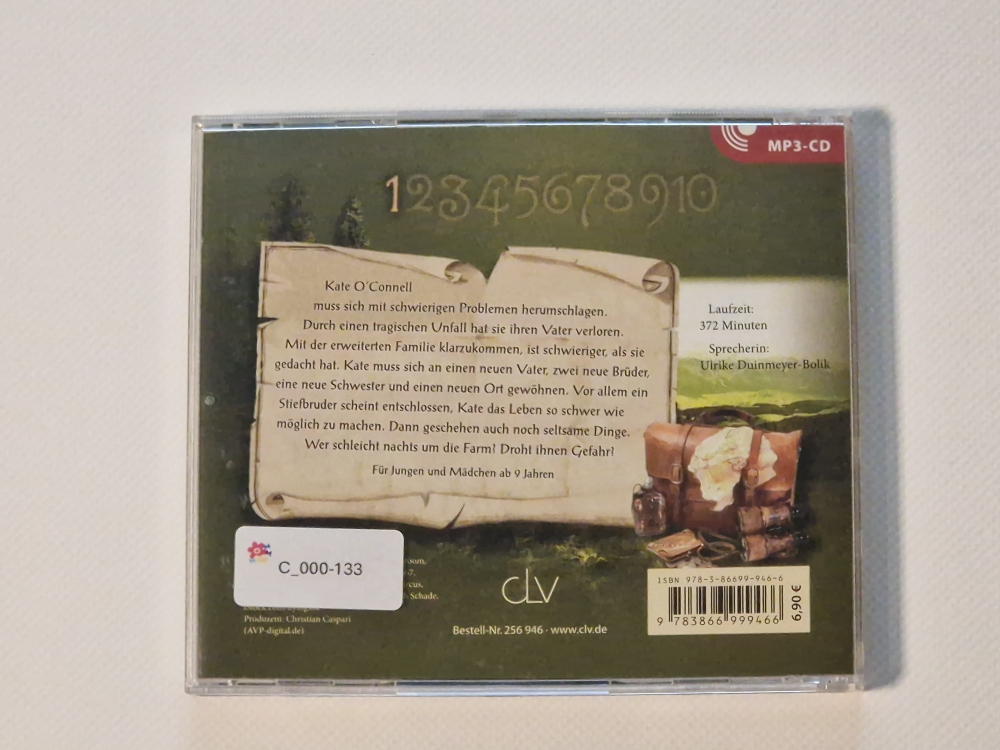 MP3-CD
12345678910
Kate O'Connell
muss sich mit schwierigen Problemen herumschlagen.
Durch einen tragischen Unfall hat sie ihren Vater verloren.
Mit der erweiterten Familie klarzukommen, ist schwieriger, als sie
gedacht hat. Kate muss sich an einen neuen Vater, zwei neue Brüder,
eine neue Schwester und einen neuen Ort gewöhnen. Vor allem ein
Stiefbruder scheint entschlossen, Kate das Leben so schwer wie
möglich zu machen. Dann geschehen auch noch seltsame Dinge.
Wer schleicht nachts um die Farm? Droht ihnen Gefahr?
Für Jungen und Mädchen ab 9 Jahren
Laufzeit:
372 Minuten
Sprecherin:
Ulrike Duinmeyer-Bolik
C_000-133
Schade.
Produzent: Christian Caspari
(AVP-digital.de)
clv
Bestell-Nr. 256 946 · www.clv.de
ISBN 978-3-86699-946-6
9 783866 999466
6,90 €